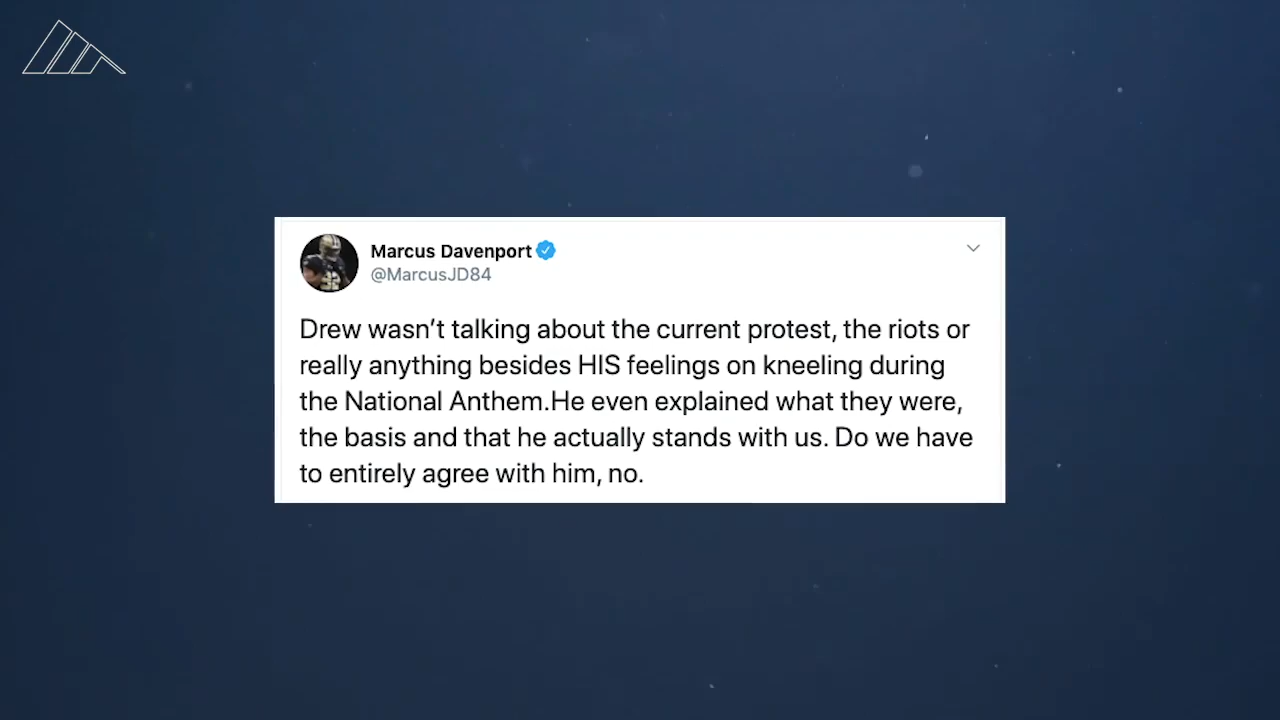 Marcus Davenport
@MarcusJD84
Drew wasn’t talking about the current protest, the riots or
really anything besides HIS feelings on kneeling during
the National Anthem.He even explained what they were,
the basis and that he actually stands with us. Do we have
to entirely agree with him, no.